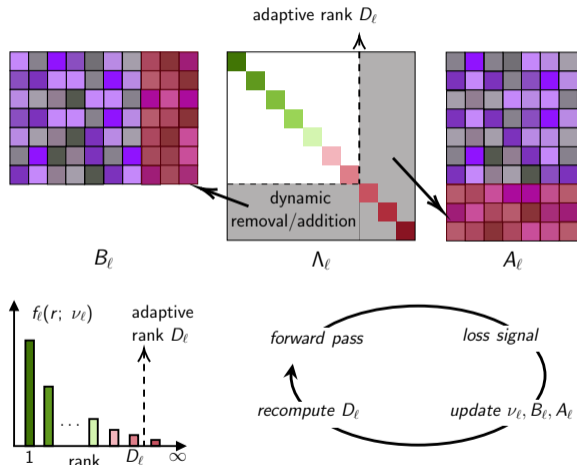 adaptive rank Dℓ
dynamic
removal/addition
Bℓ
Λℓ
Aℓ
fℓ(r; νℓ)
adaptive
rank Dℓ
...
1
rank
Dℓ
∞
forward pass
loss signal
recompute Dℓ
update νℓ, Bℓ, Aℓ